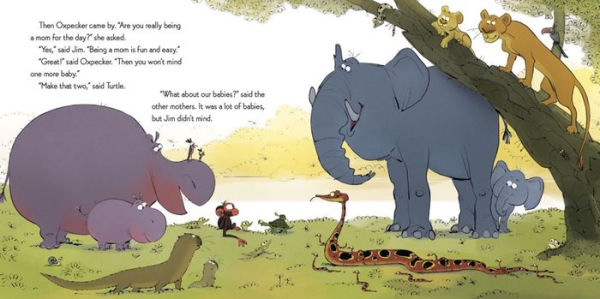 Then Oxpecker came by. "Are you really being
a mom for the day?" she asked.
"Yes," said Jim. "Being a mom is fun and easy."
"Great!" said Oxpecker. "Then you won't mind
one more baby."
"Make that two," said Turtle.
"What about our babies?" said the
other mothers. It was a lot of babies,
but Jim didn't mind.